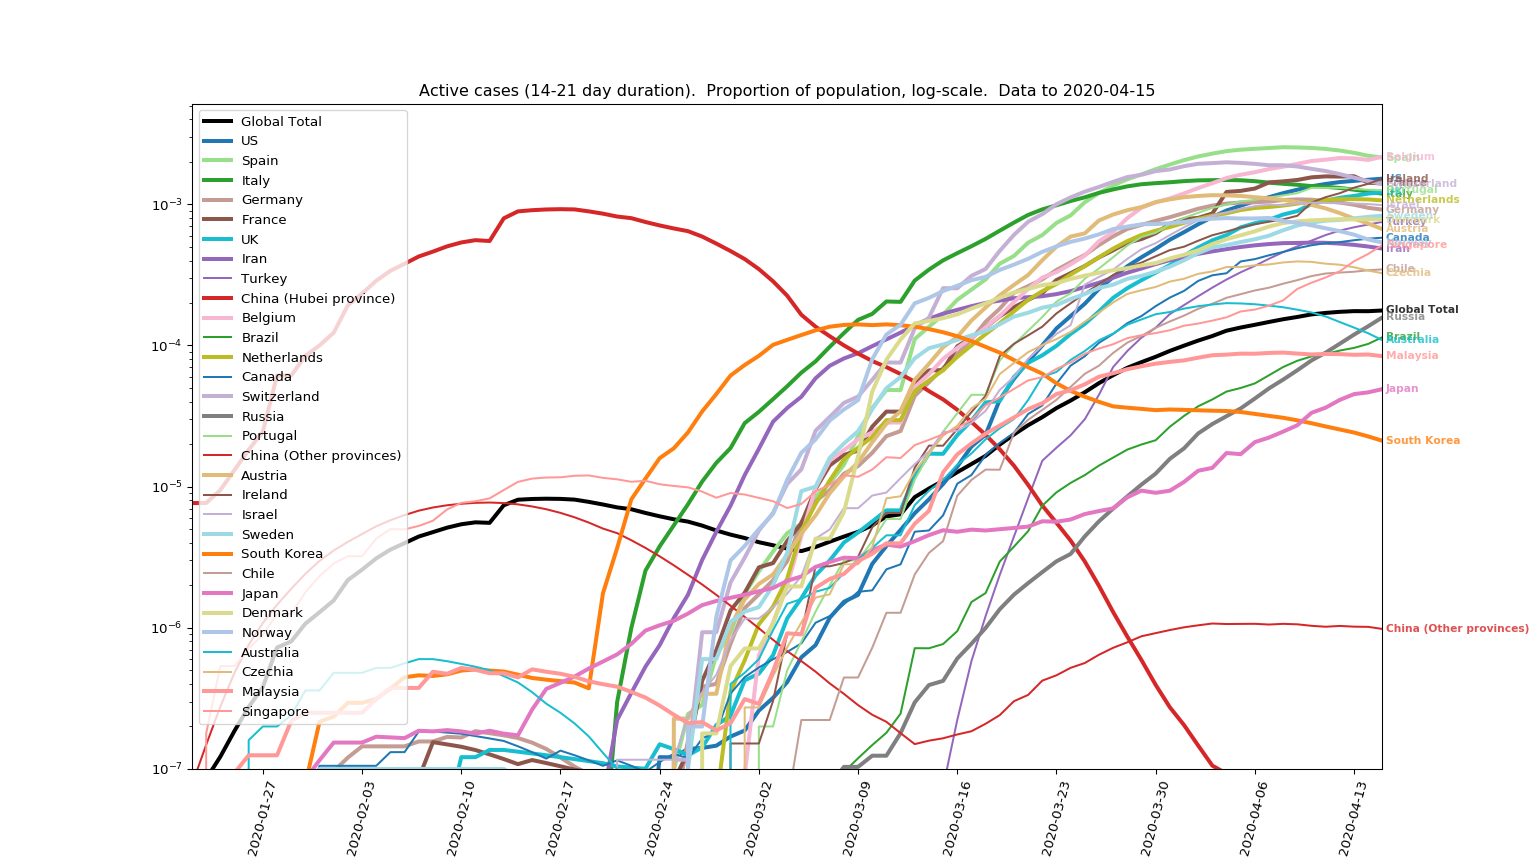 Active cases (14-21 day duration).  Proportion of population, log-scale.  Data to 2020-04-15
Global Total
US
Spain
Italy
Germany
France
UK
Iran
Turkey
China (Hubei province)
Belgium
Brazil
Netherlands
Canada
Switzerland
Russia
Portugal
China (Other provinces)
Austria
Ireland
Israel
Sweden
South Korea
Chile
Japan
Denmark
Norway
Australia
Czechia
Malaysia
Singapore
10⁻³
10⁻⁴
10⁻⁵
10⁻⁶
10⁻⁷
2020-01-27
2020-02-03
2020-02-10
2020-02-17
2020-02-24
2020-03-02
2020-03-09
2020-03-16
2020-03-23
2020-03-30
2020-04-06
2020-04-13
Belgium
Ireland
Switzerland
Portugal
Italy
Netherlands
Germany
Sweden
Turkey
Austria
Canada
Singapore
Iran
Chile
Czechia
Global Total
Russia
Brazil
Australia
Malaysia
Japan
South Korea
China (Other provinces)